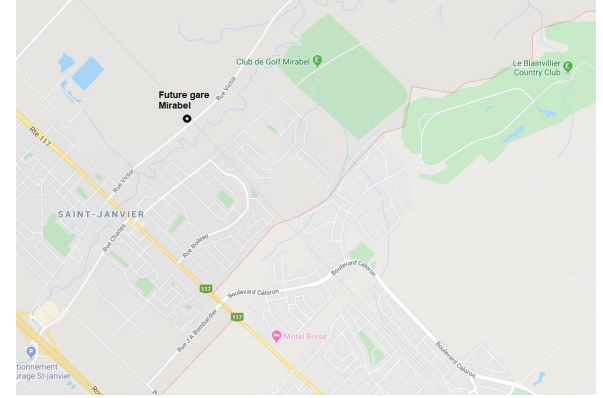 Club de Golf Mirabel
Le Blainvillier
Country Club
Future gare
Mirabel
Rue Victor
Rte 117
Rue Victor
SAINT-JANVIER
Rue Charles
Rue Boileau
117
Boulevard Céloron
Boulevard Céloron
117
Rue J A Bombardier
Motel Boise
Boulevard Céloron
P
tionnement
urage St-janvier